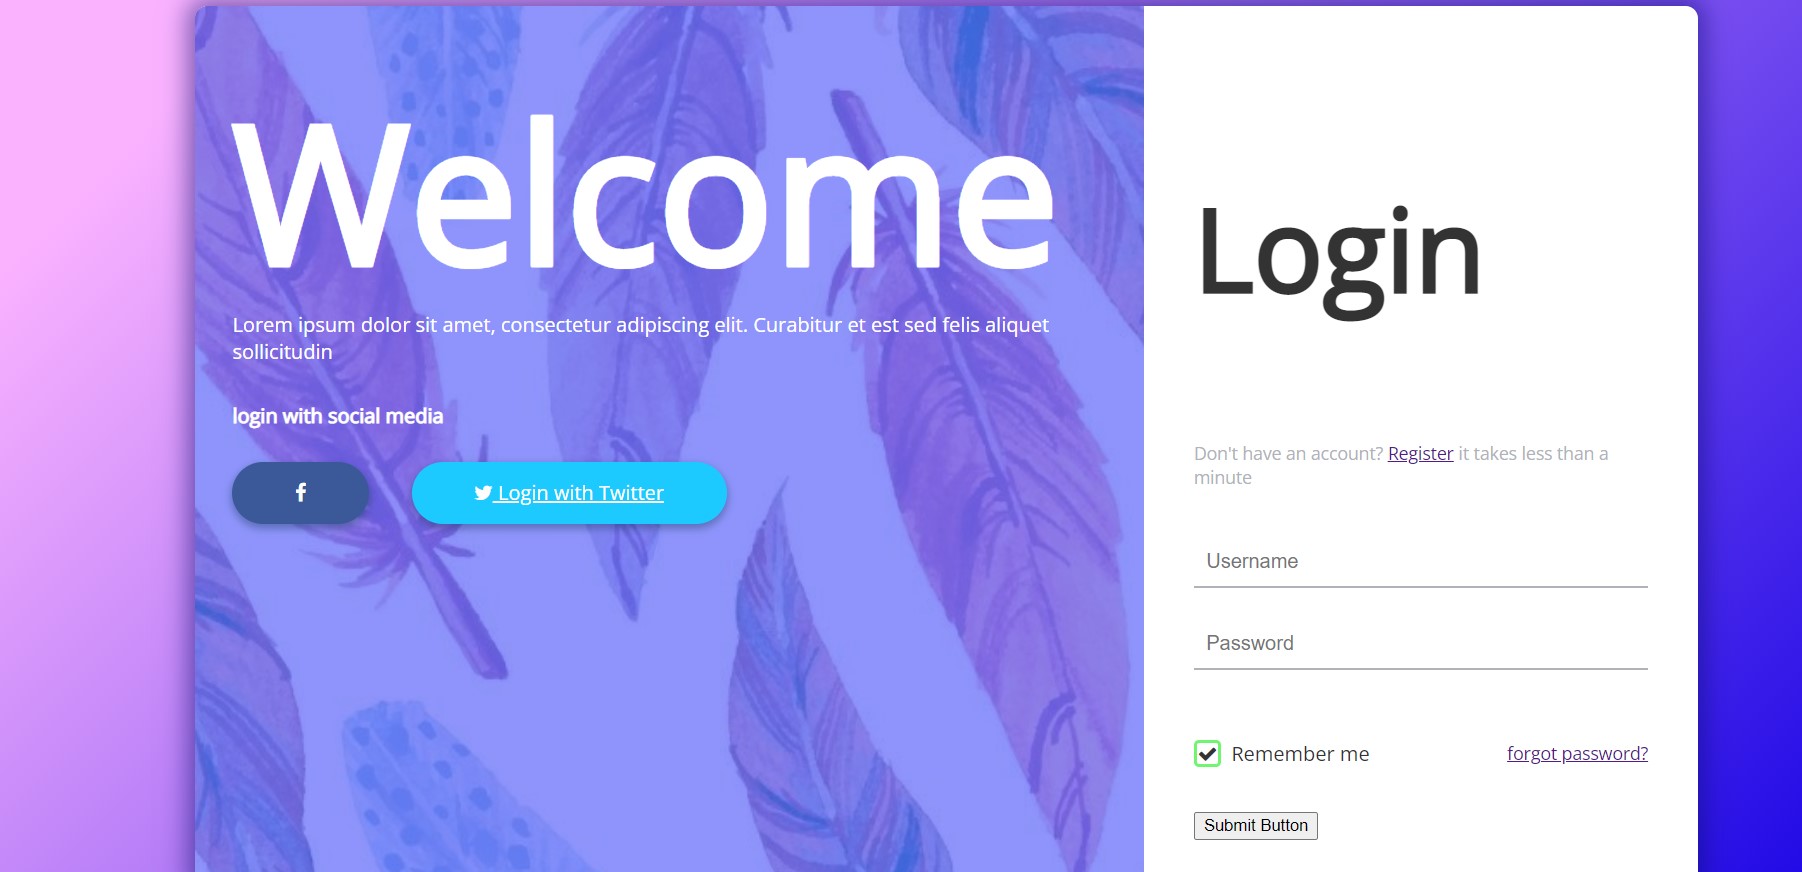 Welcome
Lorem ipsum dolor sit amet, consectetur adipiscing elit. Curabitur et est sed felis aliquet
sollicitudin
login with social media
Login with Twitter
Login
Don't have an account? Register it takes less than a
minute
Username
Password
Remember me
forgot password?
Submit Button